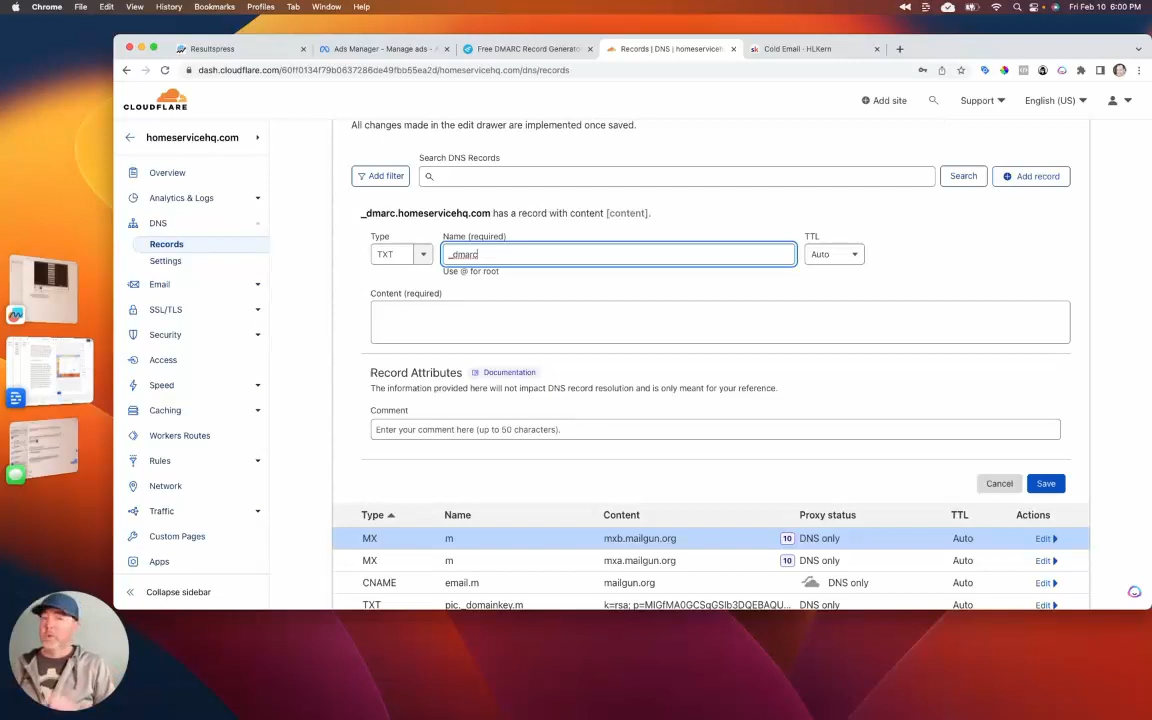 Chrome File Edit View History Bookmarks Profiles Tab Window Help Fri Feb 10 6:00 PM
Resultspress
Ads Manager - Manage ads -
Free DMARC Record Generato
Records | DNS | homeserviceh
Cold Email - HLKern
dash.cloudflare.com/60ff0134f79b0637286de49fbb55ea2d/homeservicehq.com/dns/records
CLOUDFLARE
Add site Support English (US)
homeservicehq.com
Overview
Analytics & Logs
DNS
Records
Settings
Email
SSL/TLS
Security
Access
Speed
Caching
Workers Routes
Rules
Network
Traffic
Custom Pages
Apps
Collapse sidebar
All changes made in the edit drawer are implemented once saved.
Search DNS Records
Add filter Search Add record
_dmarc.homeservicehq.com has a record with content [content].
Type Name (required) TTL
TXT _dmarc Auto
Use @ for root
Content (required)
Record Attributes Documentation
The information provided here will not impact DNS record resolution and is only meant for your reference.
Comment
Enter your comment here (up to 50 characters).
Cancel Save
Type Name Content Proxy status TTL Actions
MX m mxb.mailgun.org 10 DNS only Auto Edit
MX m mxa.mailgun.org 10 DNS only Auto Edit
CNAME email.m mailgun.org DNS only Auto Edit
TXT pic._domainkey.m k=rsa; p=MIGfMA0GCSqGSIb3DQEBAQU... DNS only Auto Edit